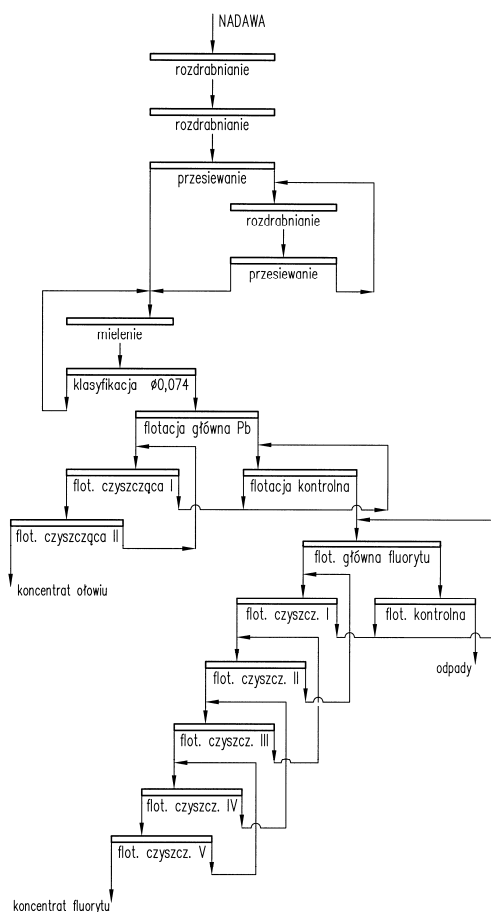 NADAWA
rozdrabnianie
rozdrabnianie
przesiewanie
rozdrabnianie
przesiewanie
mielenie
klasyfikacja ø0,074
flotacja główna Pb
flot. czyszcząca I
flotacja kontrolna
flot. czyszcząca II
koncentrat ołowiu
flot. główna fluorytu
flot. czyszcz. I
flot. kontrolna
odpady
flot. czyszcz. II
flot. czyszcz. III
flot. czyszcz. IV
flot. czyszcz. V
koncentrat fluorytu